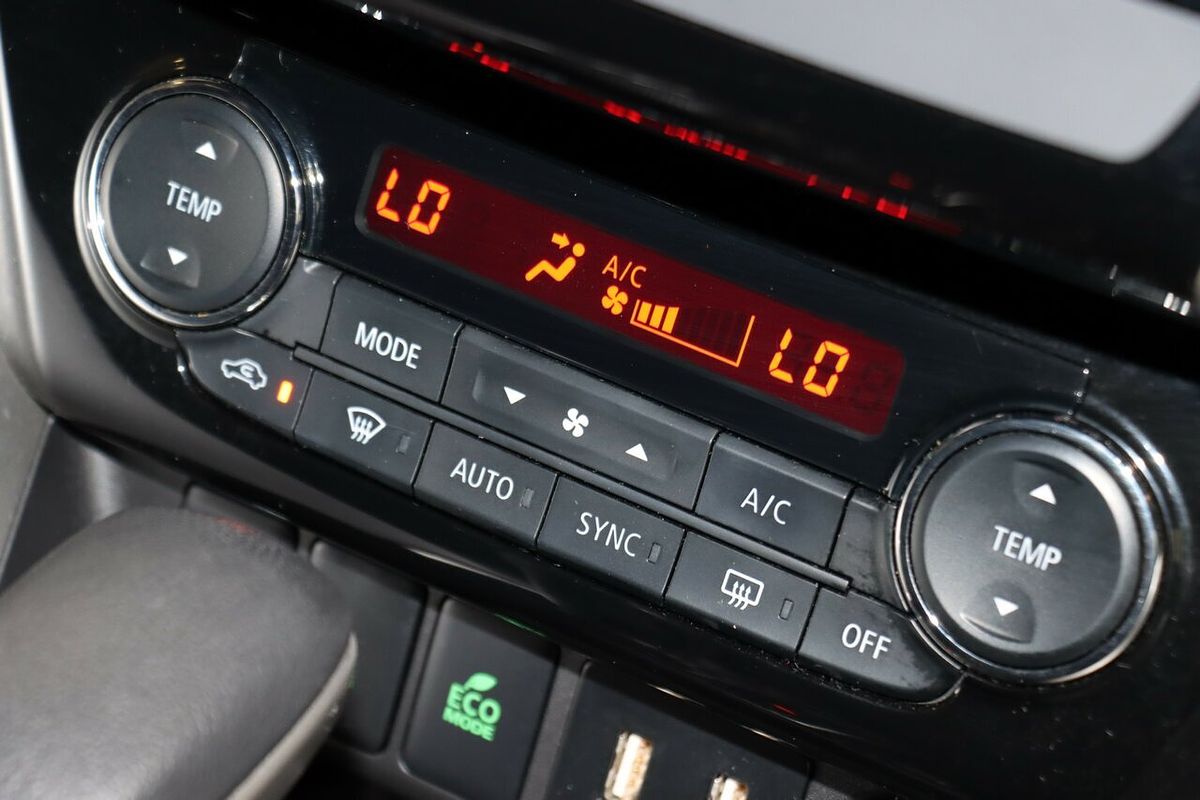 TEMP
LO
A/C
LO
MODE
AUTO
SYNC
A/C
TEMP
OFF
ECO
MODE